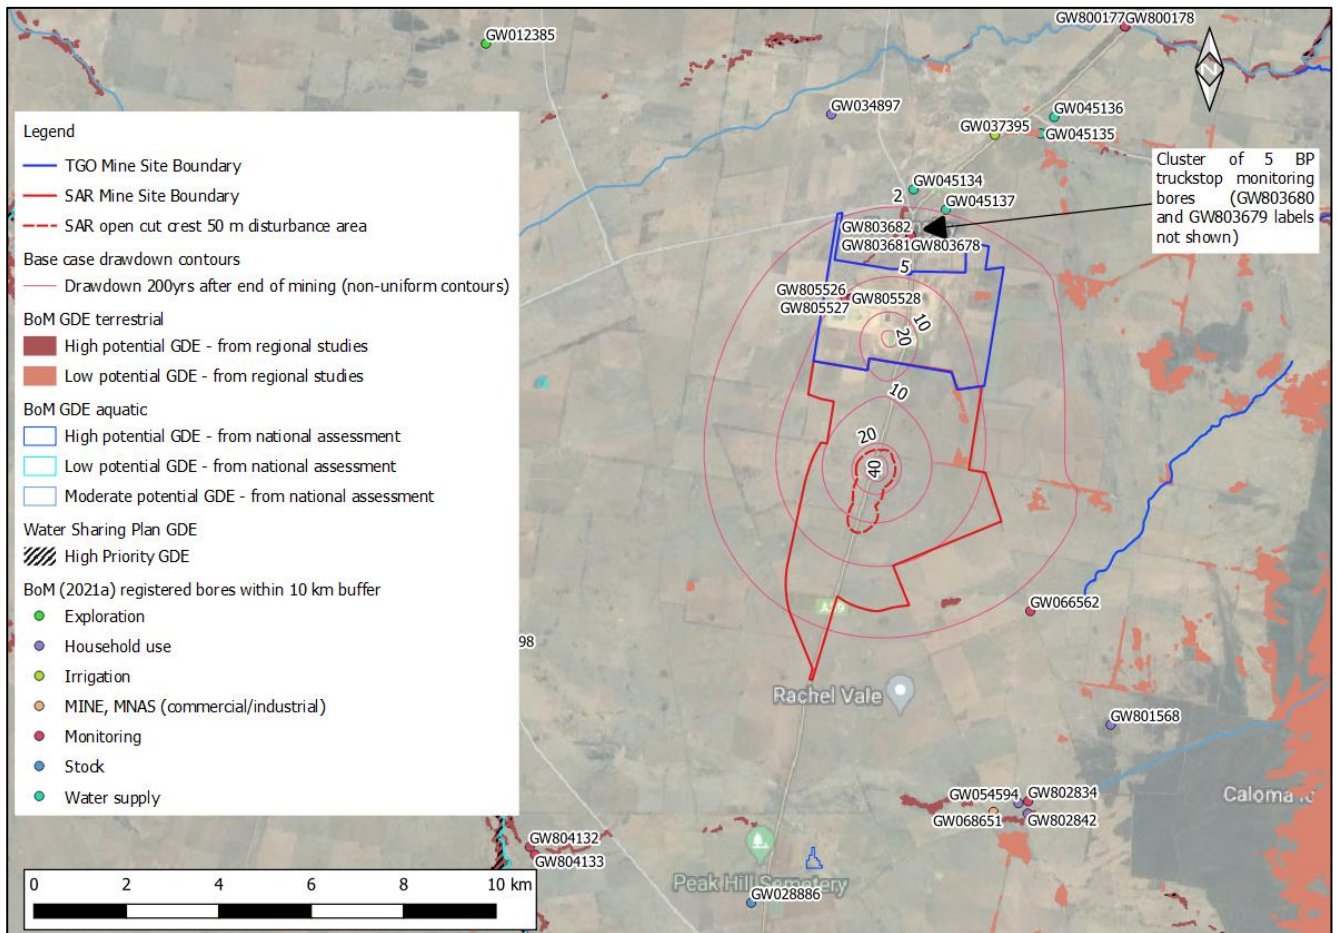 GW800177
GW800178
GW012385
GW034897
GW045136
GW037395
GW045135
N
Cluster of 5 BP
truckstop monitoring
bores (GW803680
and GW803679 labels
not shown)
GW045134
2
GW045137
GW803682
GW803681
GW803678
5
GW805526
GW805528
GW805527
10
20
10
20
40
Legend
TGO Mine Site Boundary
SAR Mine Site Boundary
SAR open cut crest 50 m disturbance area
Base case drawdown contours
Drawdown 200yrs after end of mining (non-uniform contours)
BoM GDE terrestrial
High potential GDE - from regional studies
Low potential GDE - from regional studies
BoM GDE aquatic
High potential GDE - from national assessment
Low potential GDE - from national assessment
Moderate potential GDE - from national assessment
Water Sharing Plan GDE
High Priority GDE
BoM (2021a) registered bores within 10 km buffer
Exploration
Household use
Irrigation
MINE, MNAS (commercial/industrial)
Monitoring
Stock
Water supply
98
GW066562
Rachel Vale
GW801568
GW054594
GW802834
GW068651
GW802842
GW804132
GW804133
Peak Hill Cemetery
GW028886
0 2 4 6 8 10 km